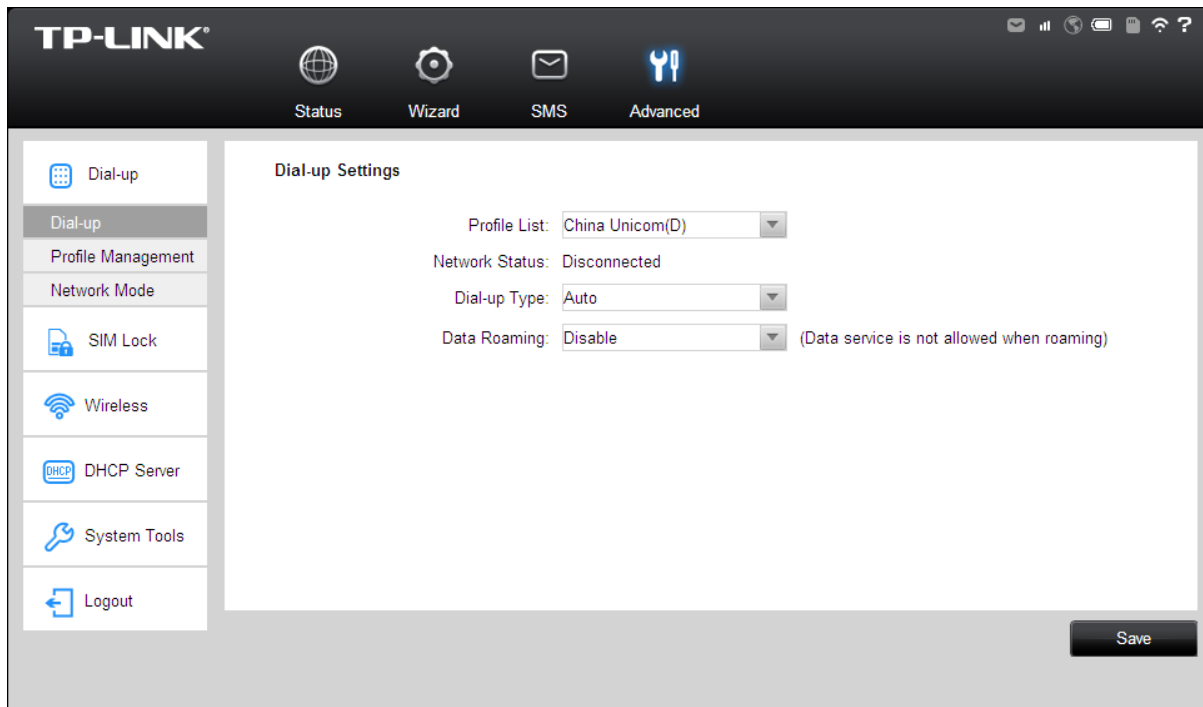 TP-LINK®
Status Wizard SMS Advanced
Dial-up
Dial-up
Profile Management
Network Mode
SIM Lock
Wireless
DHCP DHCP Server
System Tools
Logout
Dial-up Settings
Profile List: China Unicom(D)
Network Status: Disconnected
Dial-up Type: Auto
Data Roaming: Disable (Data service is not allowed when roaming)
Save